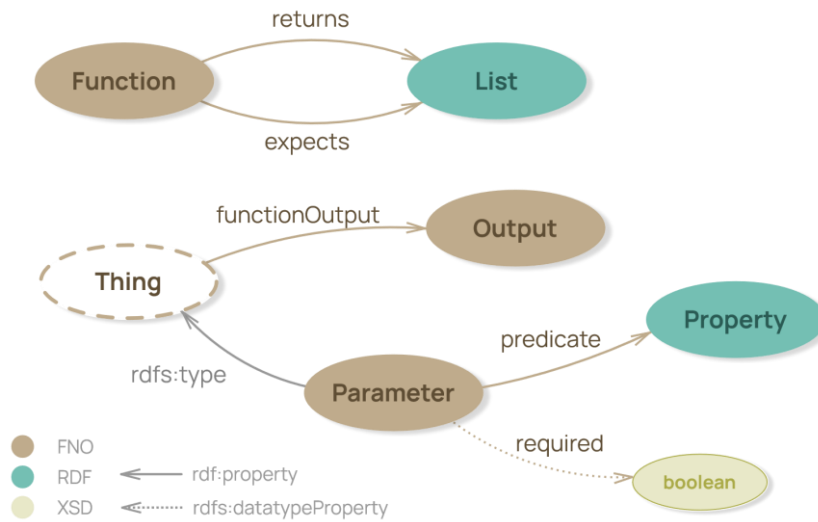 returns
Function
List
expects
functionOutput
Output
Thing
Property
predicate
rdfs:type
Parameter
required
FNO
RDF
rdf:property
boolean
XSD
rdfs:datatypeProperty